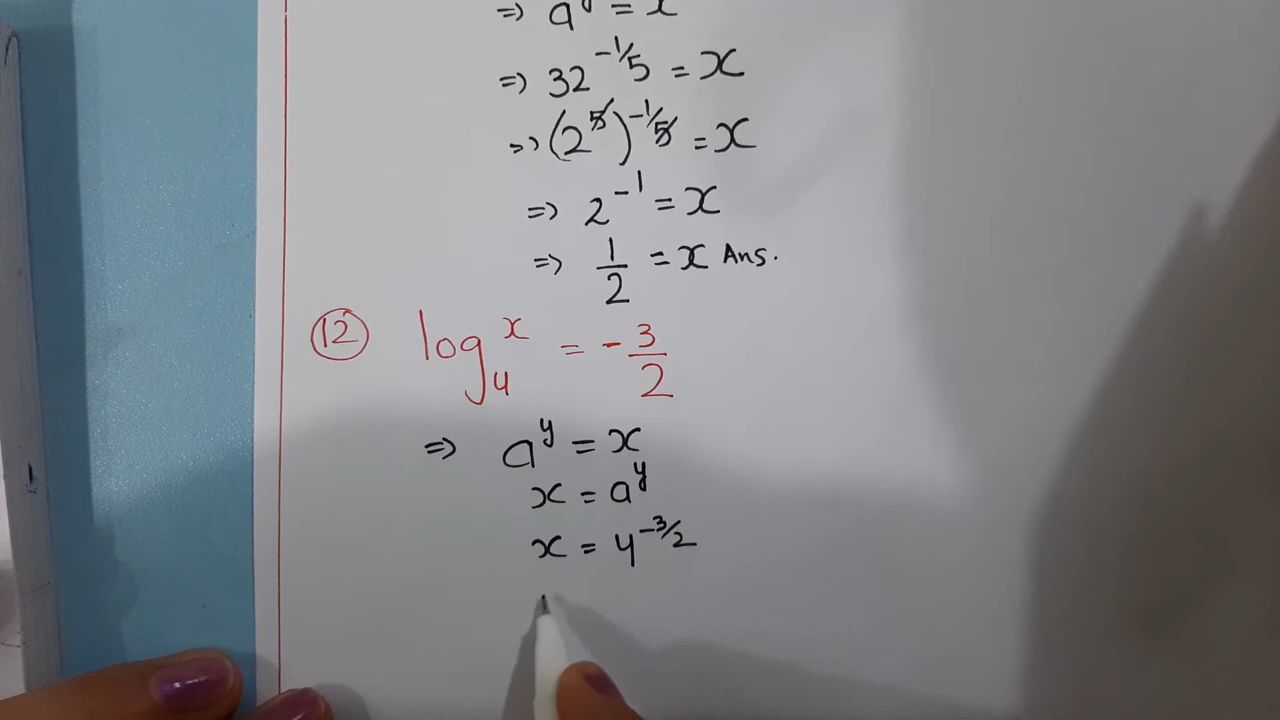 ⇒ a^y = x
⇒ 32^(-1/5) = x
⇒ (2^5)^(-1/5) = x
⇒ 2^(-1) = x
⇒ 1/2 = x Ans.
(12) log_4^x = -3/2
⇒ a^y = x
x = a^y
x = 4^(-3/2)